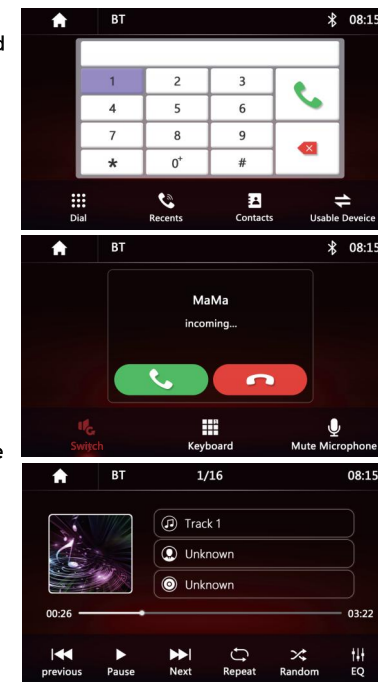 d
BT 08:15
1 2 3
4 5 6
7 8 9
* 0+ #
Dial Recents Contacts Usable Deveice
BT 08:15
MaMa
incoming...
Switch Keyboard Mute Microphone
e
BT 1/16 08:15
Track 1
Unknown
Unknown
00:26 03:22
previous Pause Next Repeat Random EQ